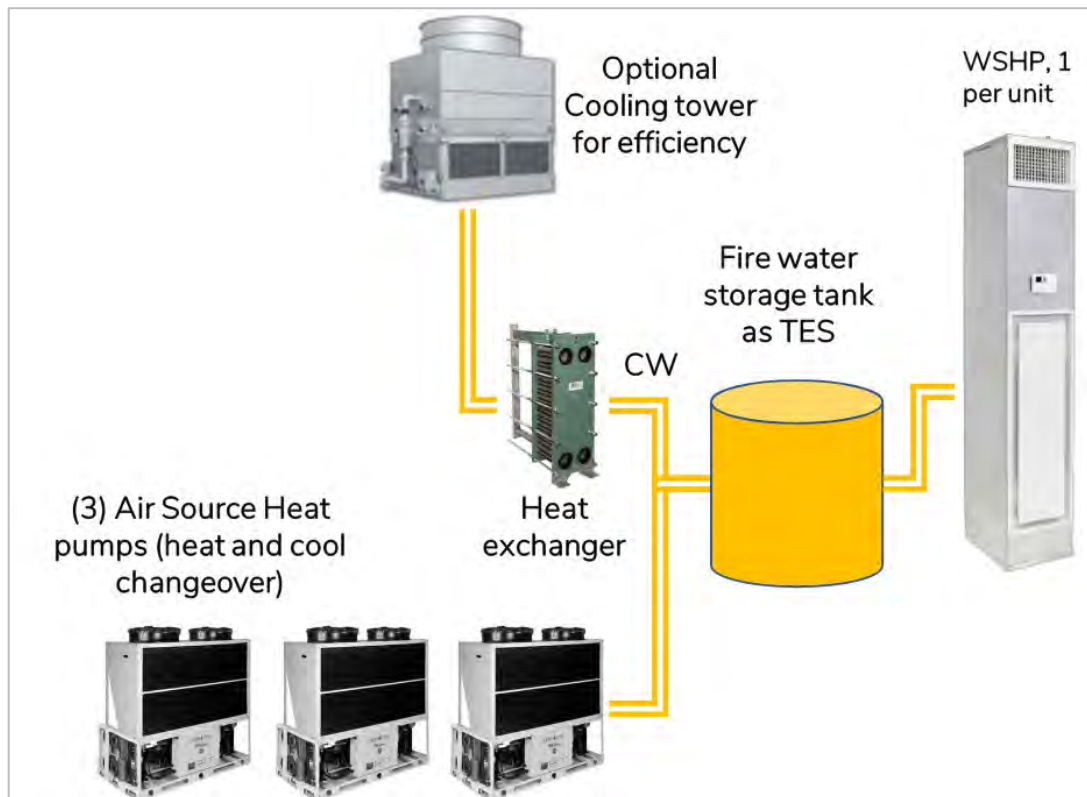 Optional
Cooling tower
for efficiency
WSHP, 1
per unit
Fire water
storage tank
as TES
CW
Heat
exchanger
(3) Air Source Heat
pumps (heat and cool
changeover)